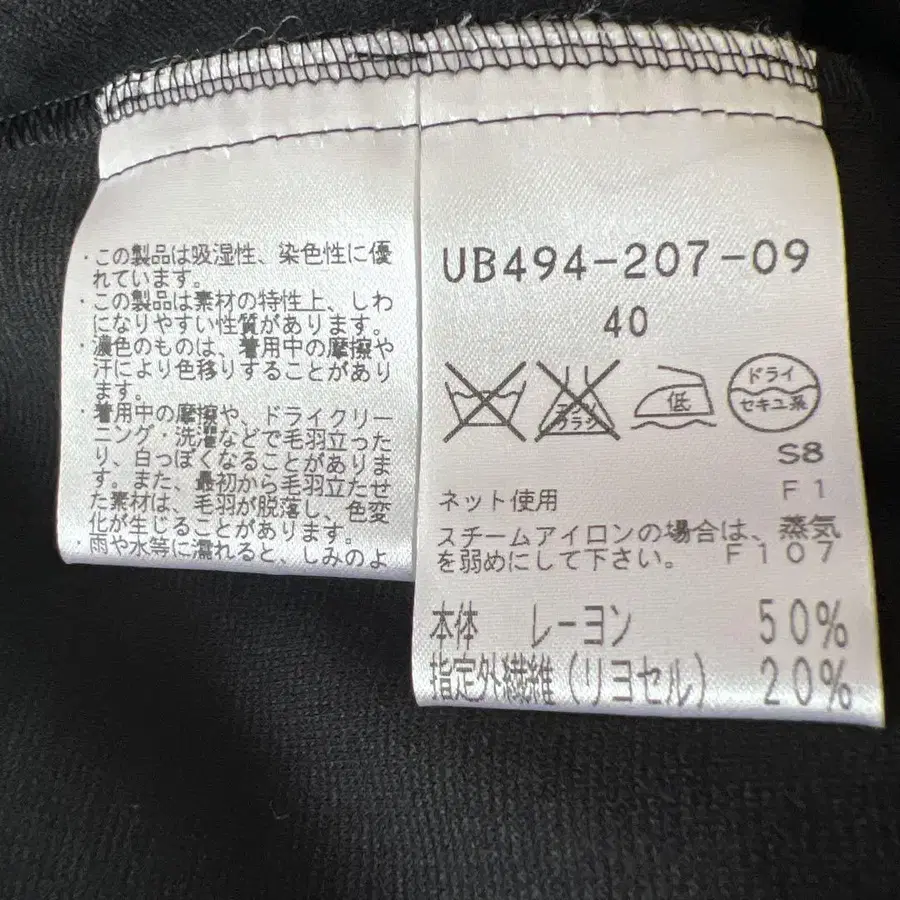 ・この製品は吸湿性、染色性に優
れています。
・この製品は素材の特性上、しわ
になりやすい性質があります。
・濃色のものは、着用中の摩擦や
汗により色移りすることがあり
ます。
・着用中の摩擦や、ドライクリー
ニング・洗濯などで毛羽立った
り、白っぽくなることがありま
す。また、最初から毛羽立たせ
た素材は、毛羽が脱落し、色変
化が生じることがあります。
・雨や水等に濡れると、しみのよ
UB494-207-09
40
エンソ
サラシ
低
ドライ
セキユ系
S8
ネット使用 F1
スチームアイロンの場合は、蒸気
を弱めにして下さい。 F107
本体 レーヨン 50%
指定外繊維(リヨセル) 20%